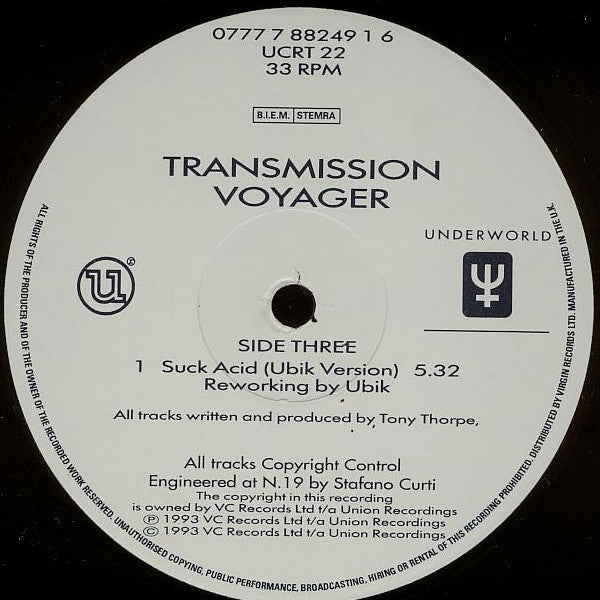 0777 7 88249 1 6
UCRT 22
33 RPM
B.I.E.M. STEMRA
TRANSMISSION
VOYAGER
UNDERWORLD
u®
SIDE THREE
1 Suck Acid (Ubik Version) 5.32
Reworking by Ubik
All tracks written and produced by Tony Thorpe,
All tracks Copyright Control
Engineered at N.19 by Stafano Curti
The copyright in this recording
is owned by VC Records Ltd t/a Union Recordings
Ⓟ 1993 VC Records Ltd t/a Union Recordings
© 1993 VC Records Ltd t/a Union Recordings
ALL RIGHTS OF THE PRODUCER AND OF THE OWNER OF THE RECORDED WORK RESERVED. UNAUTHORISED COPYING, PUBLIC PERFORMANCE, BROADCASTING, HIRING OR RENTAL OF THIS RECORDING PROHIBITED. DISTRIBUTED BY VIRGIN RECORDS LTD. MANUFACTURED IN THE U.K.